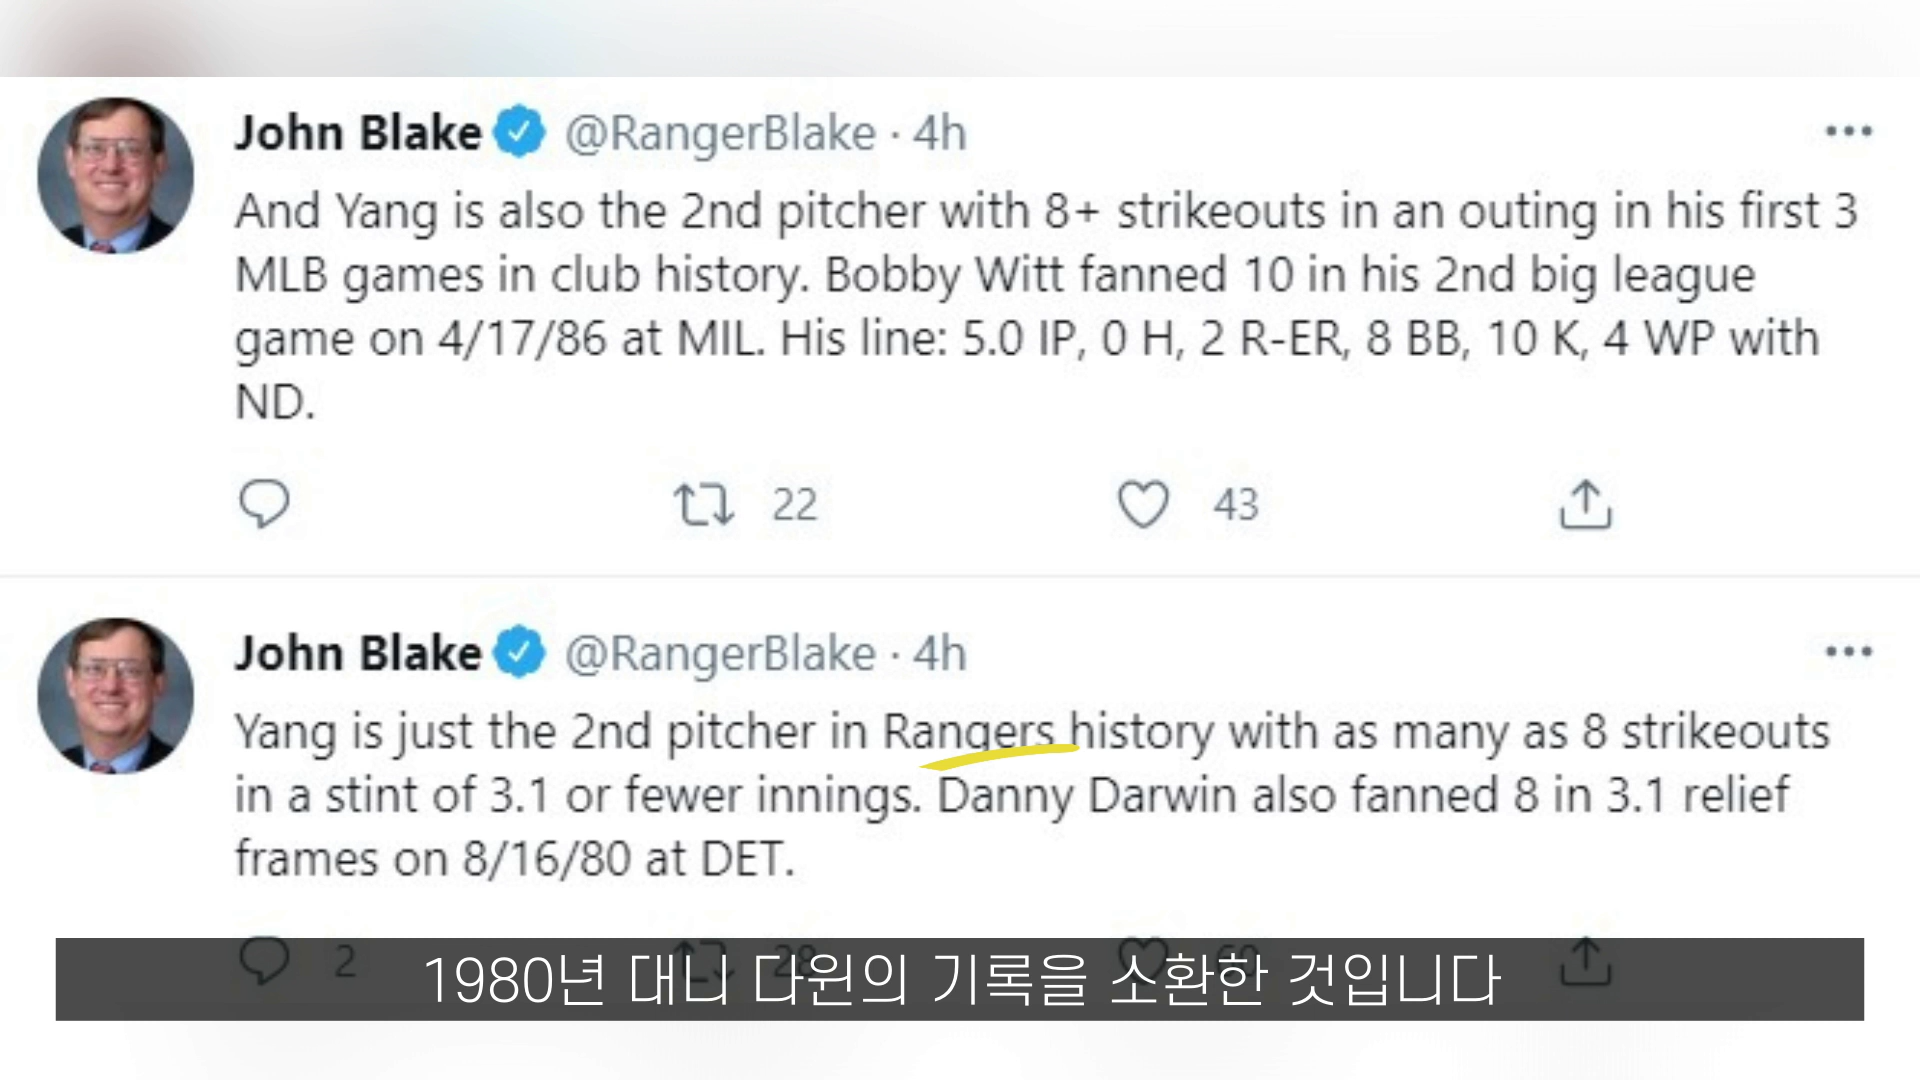 John Blake @RangerBlake · 4h
And Yang is also the 2nd pitcher with 8+ strikeouts in an outing in his first 3
MLB games in club history. Bobby Witt fanned 10 in his 2nd big league
game on 4/17/86 at MIL. His line: 5.0 IP, 0 H, 2 R-ER, 8 BB, 10 K, 4 WP with
ND.
22 43
John Blake @RangerBlake · 4h
Yang is just the 2nd pitcher in Rangers history with as many as 8 strikeouts
in a stint of 3.1 or fewer innings. Danny Darwin also fanned 8 in 3.1 relief
frames on 8/16/80 at DET.
2 28 60
1980년 대니 다윈의 기록을 소환한 것입니다